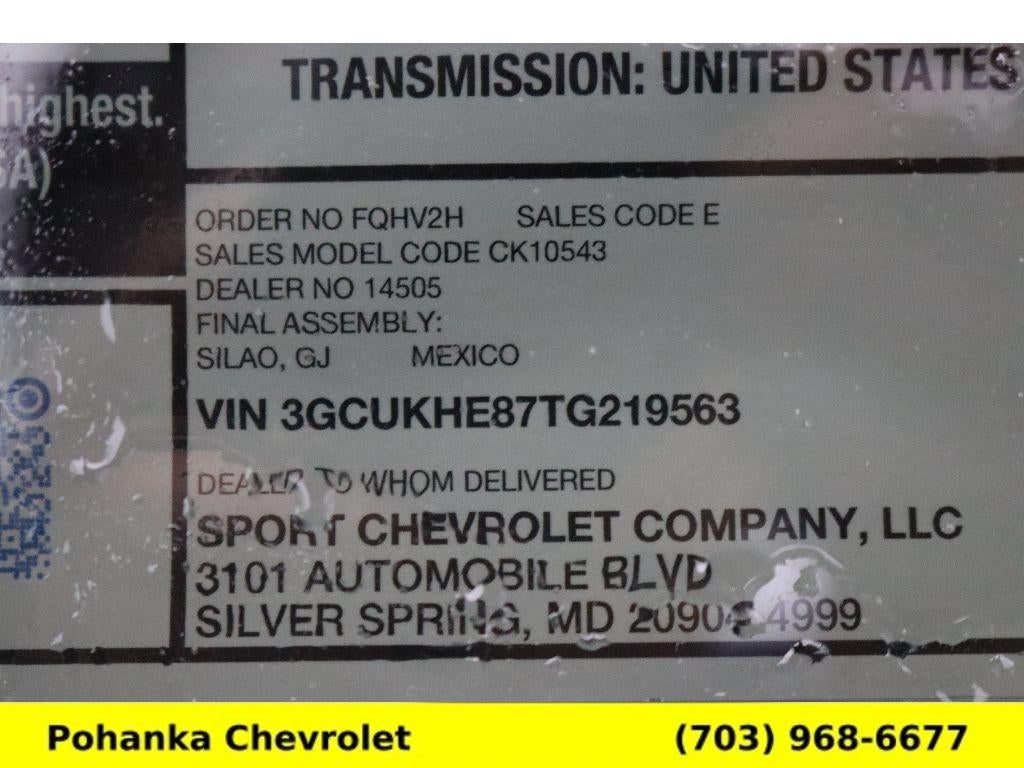 highest.
SA)
TRANSMISSION: UNITED STATES
ORDER NO FQHV2H SALES CODE E
SALES MODEL CODE CK10543
DEALER NO 14505
FINAL ASSEMBLY:
SILAO, GJ MEXICO
VIN 3GCUKHE87TG219563
DEALER TO WHOM DELIVERED
SPORT CHEVROLET COMPANY, LLC
3101 AUTOMOBILE BLVD
SILVER SPRING, MD 20904-4999
Pohanka Chevrolet (703) 968-6677